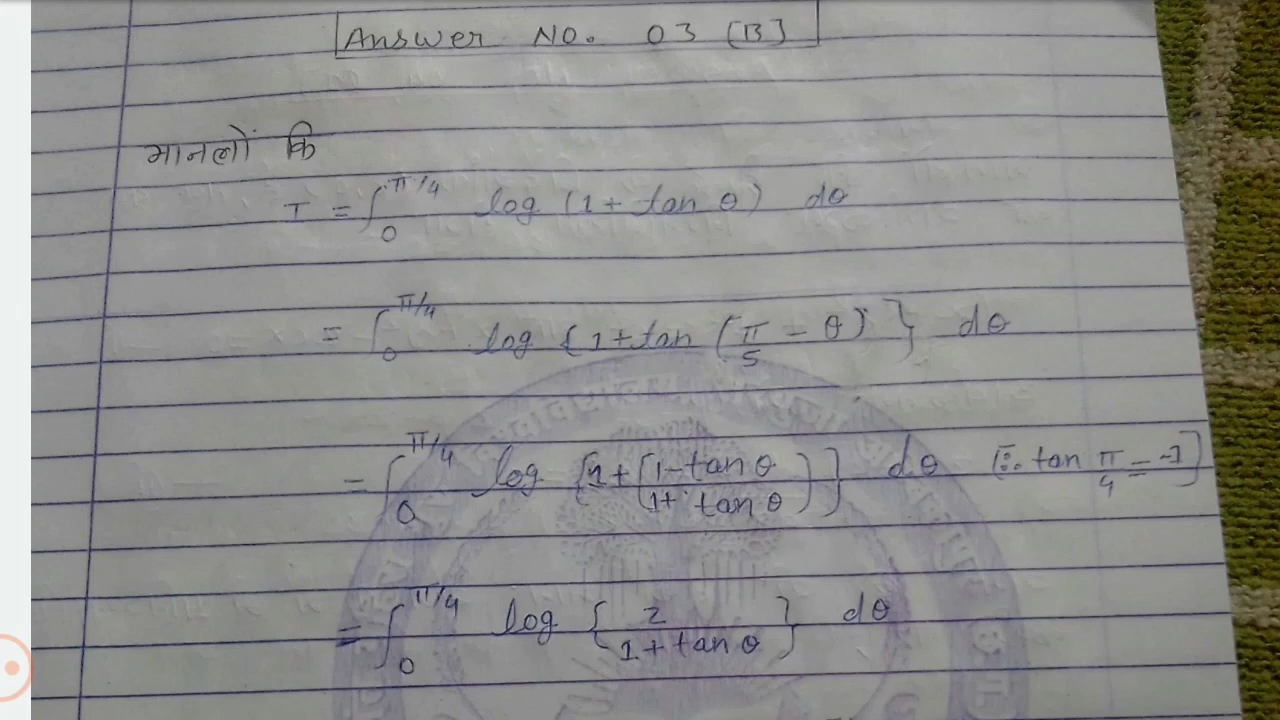 Answer No. 03 [B]
मानलों कि
I = ∫₀^π/4 log (1 + tan θ) dθ
= ∫₀^π/4 log {1 + tan (π/5 - θ)} dθ
= ∫₀^π/4 log {1 + [1 - tan θ / 1 + tan θ)} dθ [∵ tan π/4 = -1]
= ∫₀^π/4 log {2 / 1 + tan θ} dθ